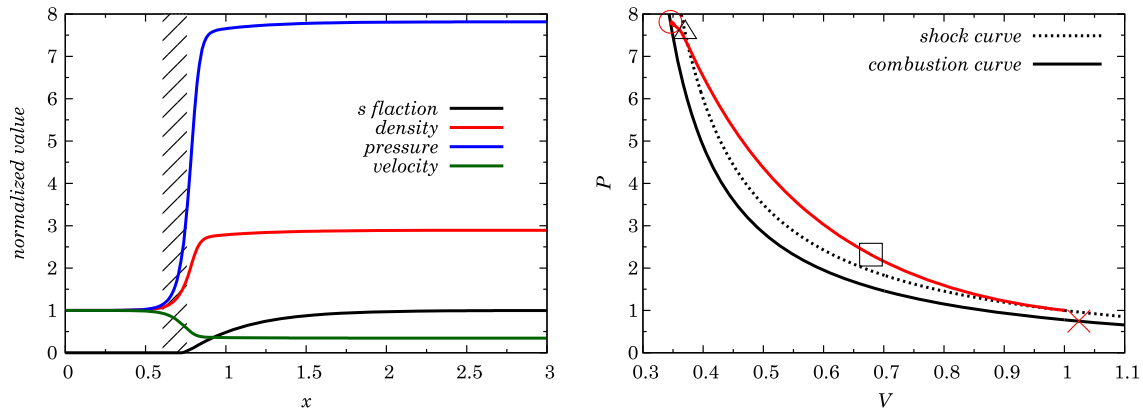 8
7
6
5
4
3
2
1
0
normalized value
s flaction
density
pressure
velocity
0 0.5 1 1.5 2 2.5 3
x
8
7
6
5
4
3
2
1
0
P
shock curve
combustion curve
0.3 0.4 0.5 0.6 0.7 0.8 0.9 1 1.1
V